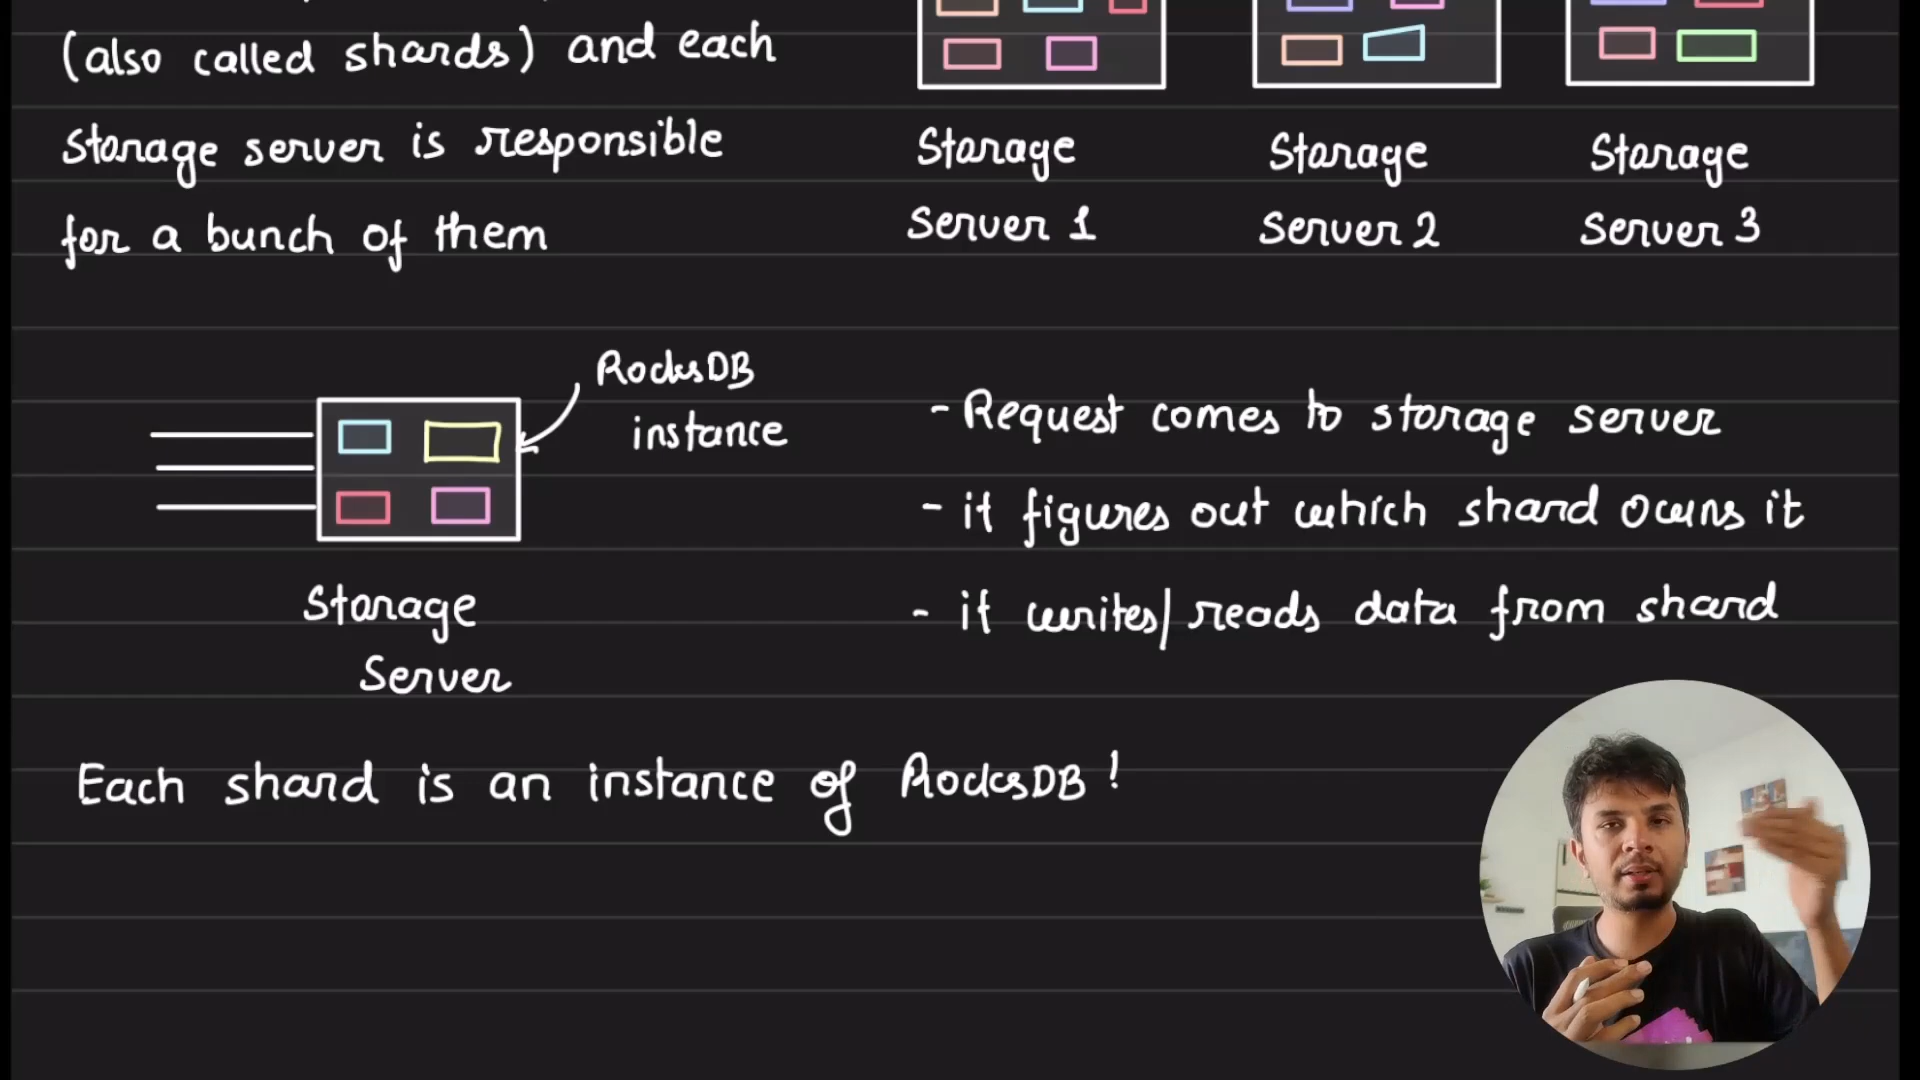 (also called shards) and each
storage server is responsible
for a bunch of them
Storage
Server 1
Storage
Server 2
Storage
Server 3
RocksDB
instance
Storage
Server
- Request comes to storage server
- it figures out which shard owns it
- it writes/reads data from shard
Each shard is an instance of RocksDB!